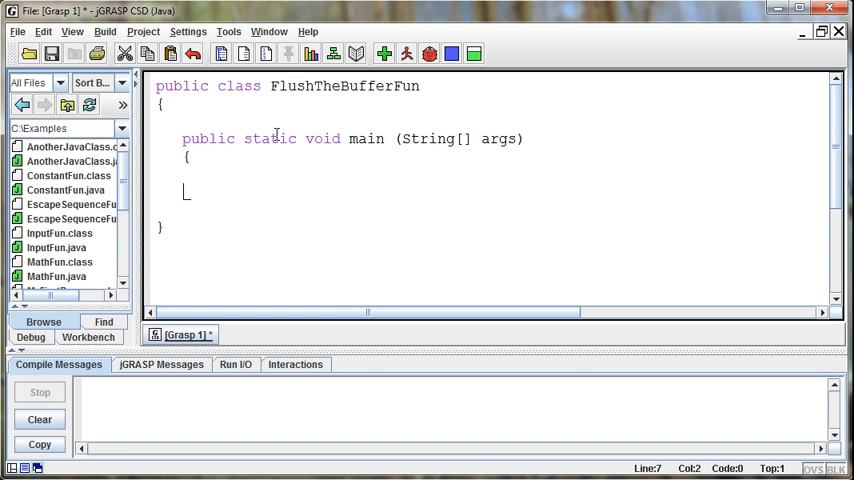 File: [Grasp 1] * - jGRASP CSD (Java)
File Edit View Build Project Settings Tools Window Help
All Files Sort B...
C:\Examples
AnotherJavaClass.c
AnotherJavaClass.ja
ConstantFun.class
ConstantFun.java
EscapeSequenceFu
EscapeSequenceFu
InputFun.class
InputFun.java
MathFun.class
MathFun.java
Browse Find
Debug Workbench
public class FlushTheBufferFun
{
public static void main (String[] args)
{
}
[Grasp 1] *
Compile Messages jGRASP Messages Run I/O Interactions
Stop
Clear
Copy
Line:7 Col:2 Code:0 Top:1 OVS BLK